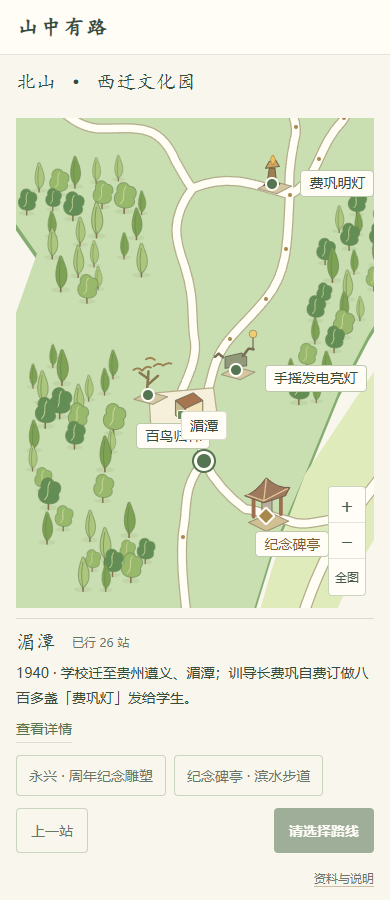 山中有路
北山 • 西迁文化园
费巩明灯
手摇发电亮灯
湄潭
百鸟归
纪念碑亭
+
−
全图
湄潭 已行 26 站
1940 · 学校迁至贵州遵义、湄潭；训导长费巩自费订做八
百多盏「费巩灯」发给学生。
查看详情
永兴 · 周年纪念雕塑 纪念碑亭 · 滨水步道
上一站 请选择路线
资料与说明